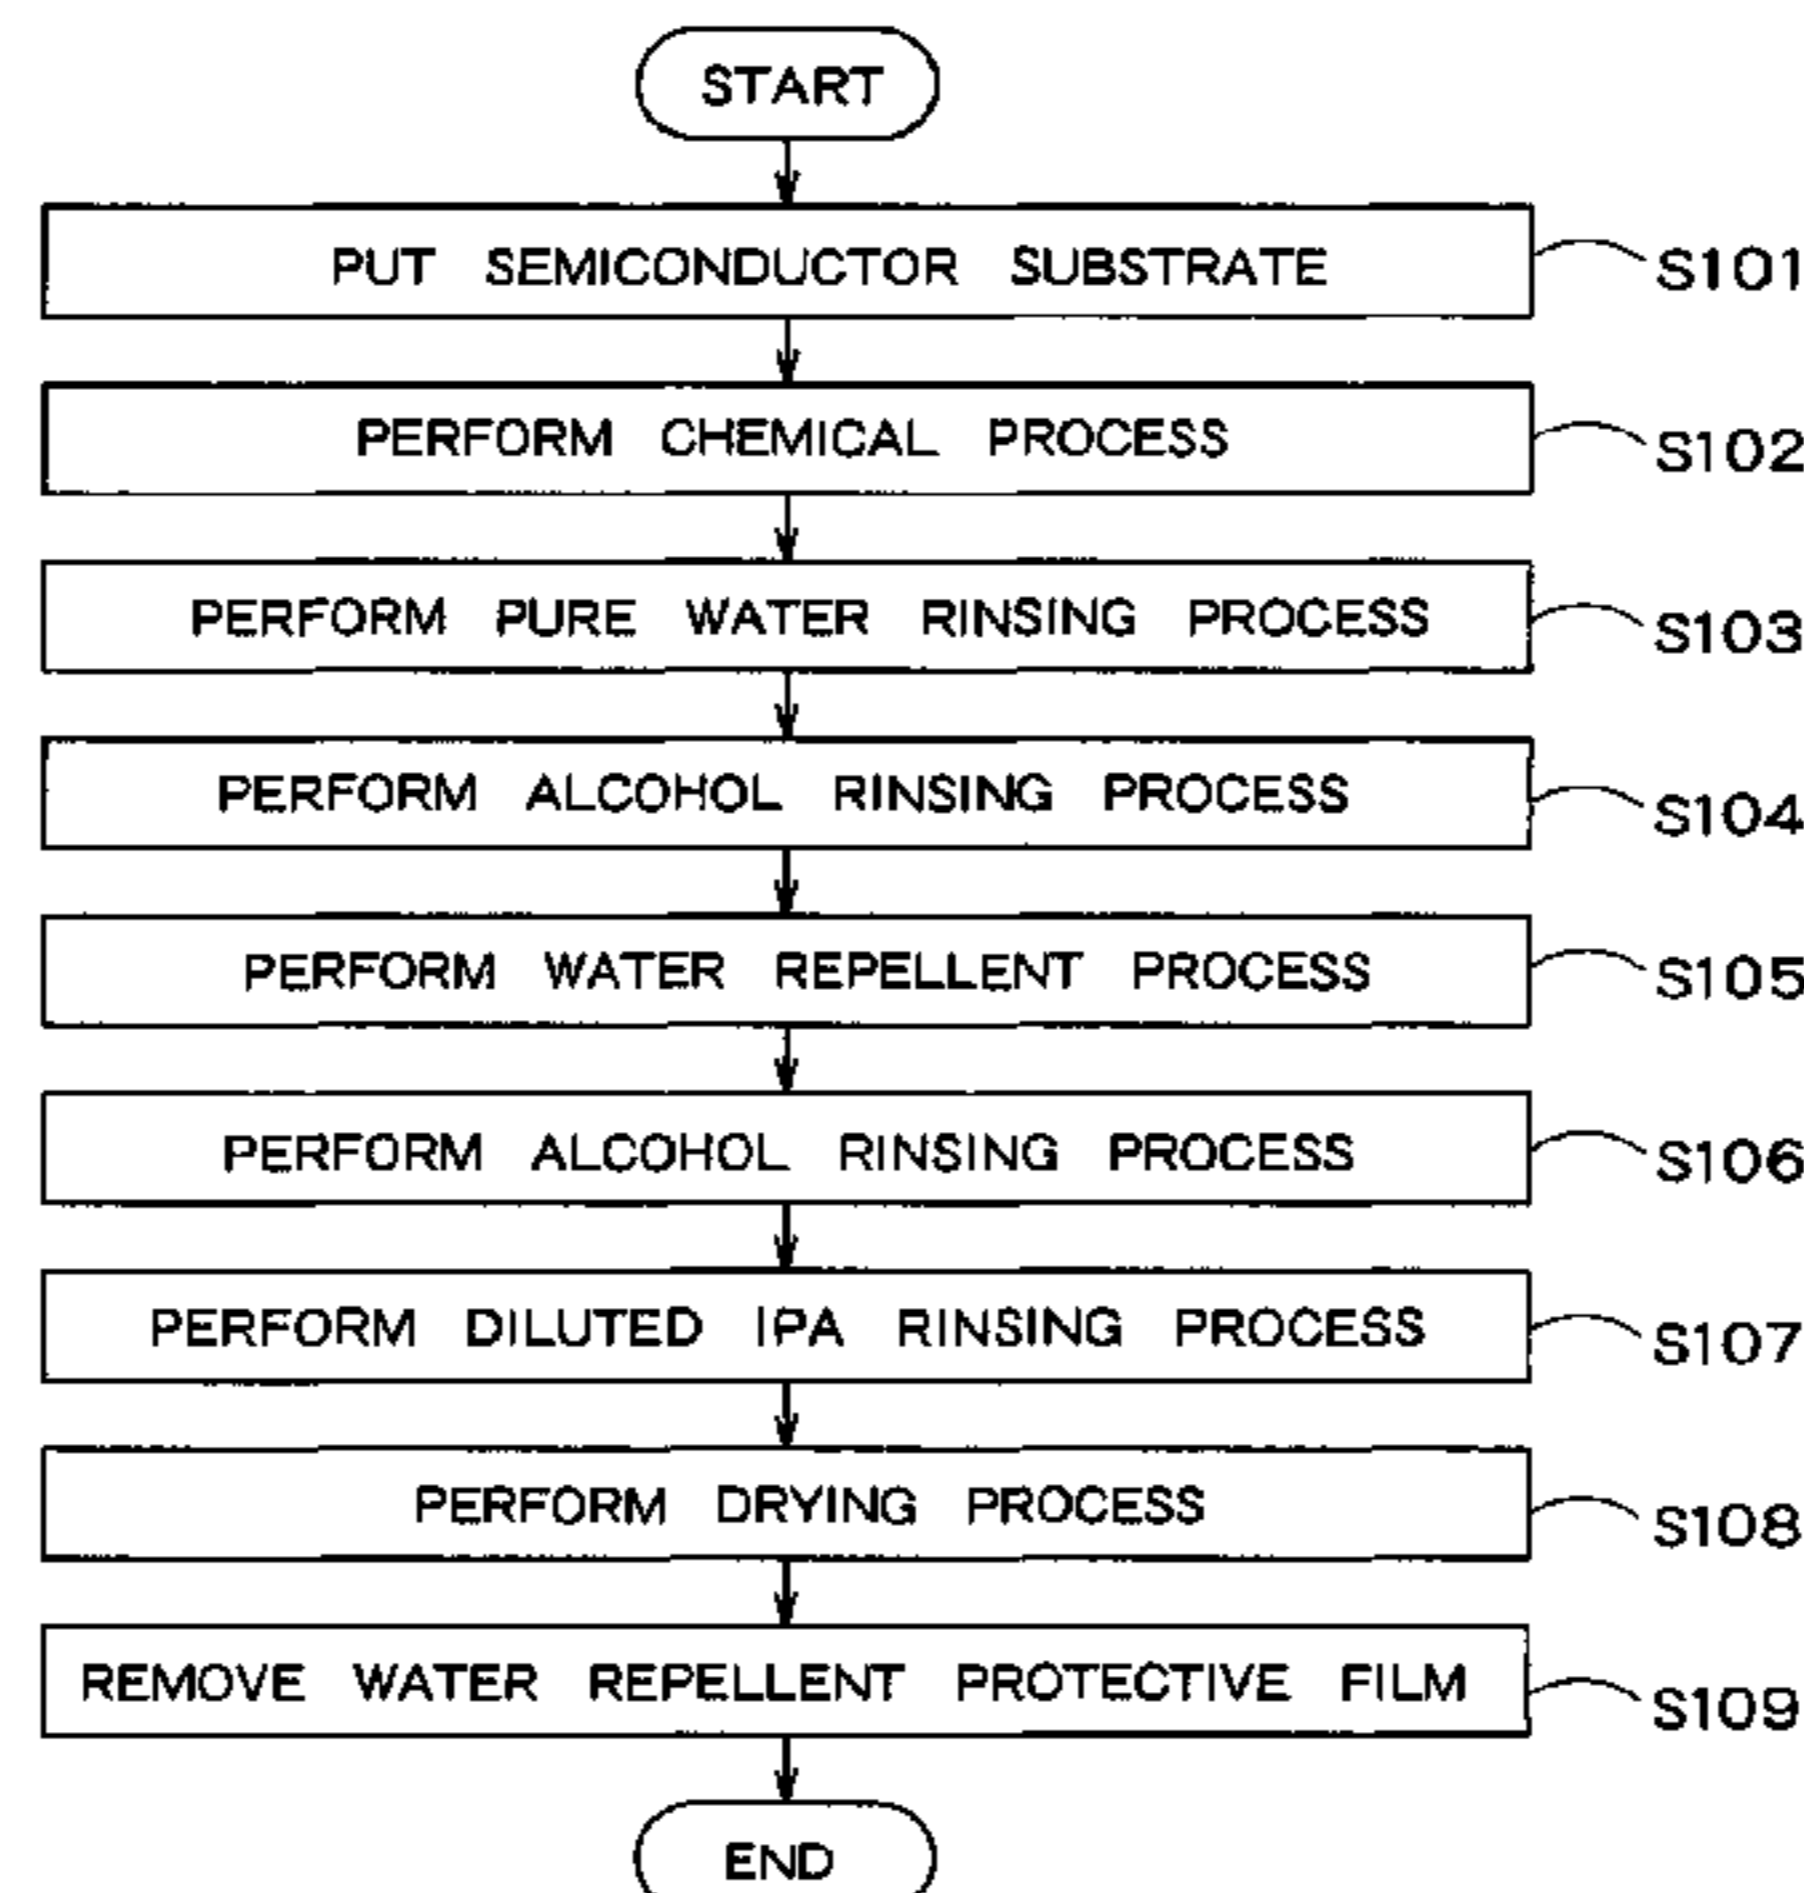 START
PUT SEMICONDUCTOR SUBSTRATE S101
PERFORM CHEMICAL PROCESS S102
PERFORM PURE WATER RINSING PROCESS S103
PERFORM ALCOHOL RINSING PROCESS S104
PERFORM WATER REPELLENT PROCESS S105
PERFORM ALCOHOL RINSING PROCESS S106
PERFORM DILUTED IPA RINSING PROCESS S107
PERFORM DRYING PROCESS S108
REMOVE WATER REPELLENT PROTECTIVE FILM S109
END